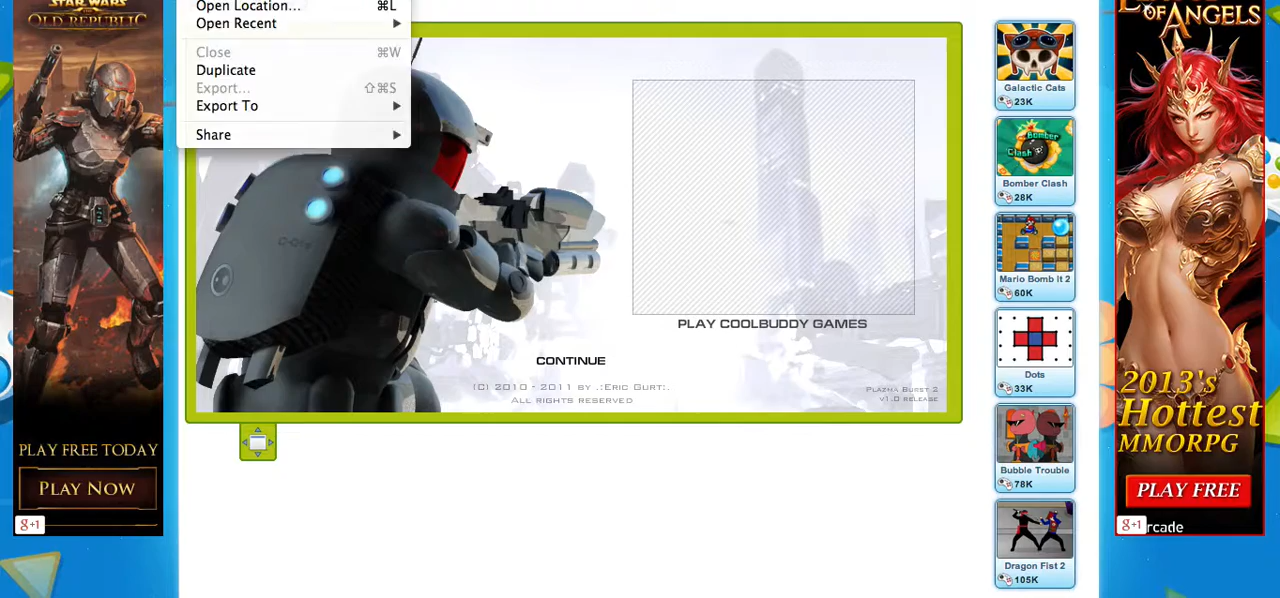 STAR WARS
THE
OLD REPUBLIC
PLAY FREE TODAY
PLAY NOW
g+1
Open Location... ⌘L
Open Recent
Close ⌘W
Duplicate
Export... ⇧⌘S
Export To
Share
PLAY COOLBUDDY GAMES
CONTINUE
(C) 2010 - 2011 BY .:ERIC GURT:.
ALL RIGHTS RESERVED
PLAZMA BURST 2
V1.0 RELEASE
Galactic Cats
23K
Bomber
Clash
Bomber Clash
28K
Mario Bomb It 2
60K
Dots
33K
Bubble Trouble
78K
Dragon Fist 2
105K
OF ANGELS
2013's
Hottest
MMORPG
PLAY FREE
g+1
rcade